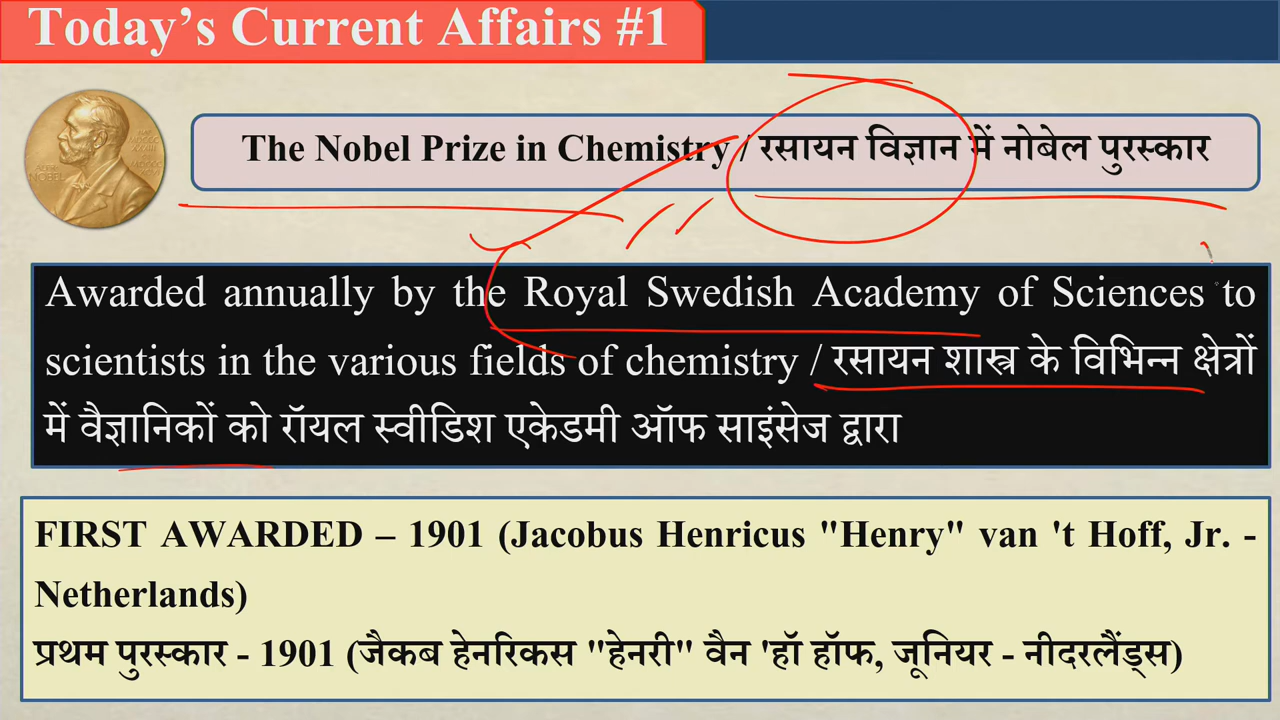 Today's Current Affairs #1
The Nobel Prize in Chemistry / रसायन विज्ञान में नोबेल पुरस्कार
Awarded annually by the Royal Swedish Academy of Sciences to
scientists in the various fields of chemistry / रसायन शास्त्र के विभिन्न क्षेत्रों
में वैज्ञानिकों को रॉयल स्वीडिश एकेडमी ऑफ साइंसेज द्वारा
FIRST AWARDED – 1901 (Jacobus Henricus "Henry" van 't Hoff, Jr. -
Netherlands)
प्रथम पुरस्कार - 1901 (जैकब हेनरिकस "हेनरी" वैन 'हॉ हॉफ, जूनियर - नीदरलैंड्स)